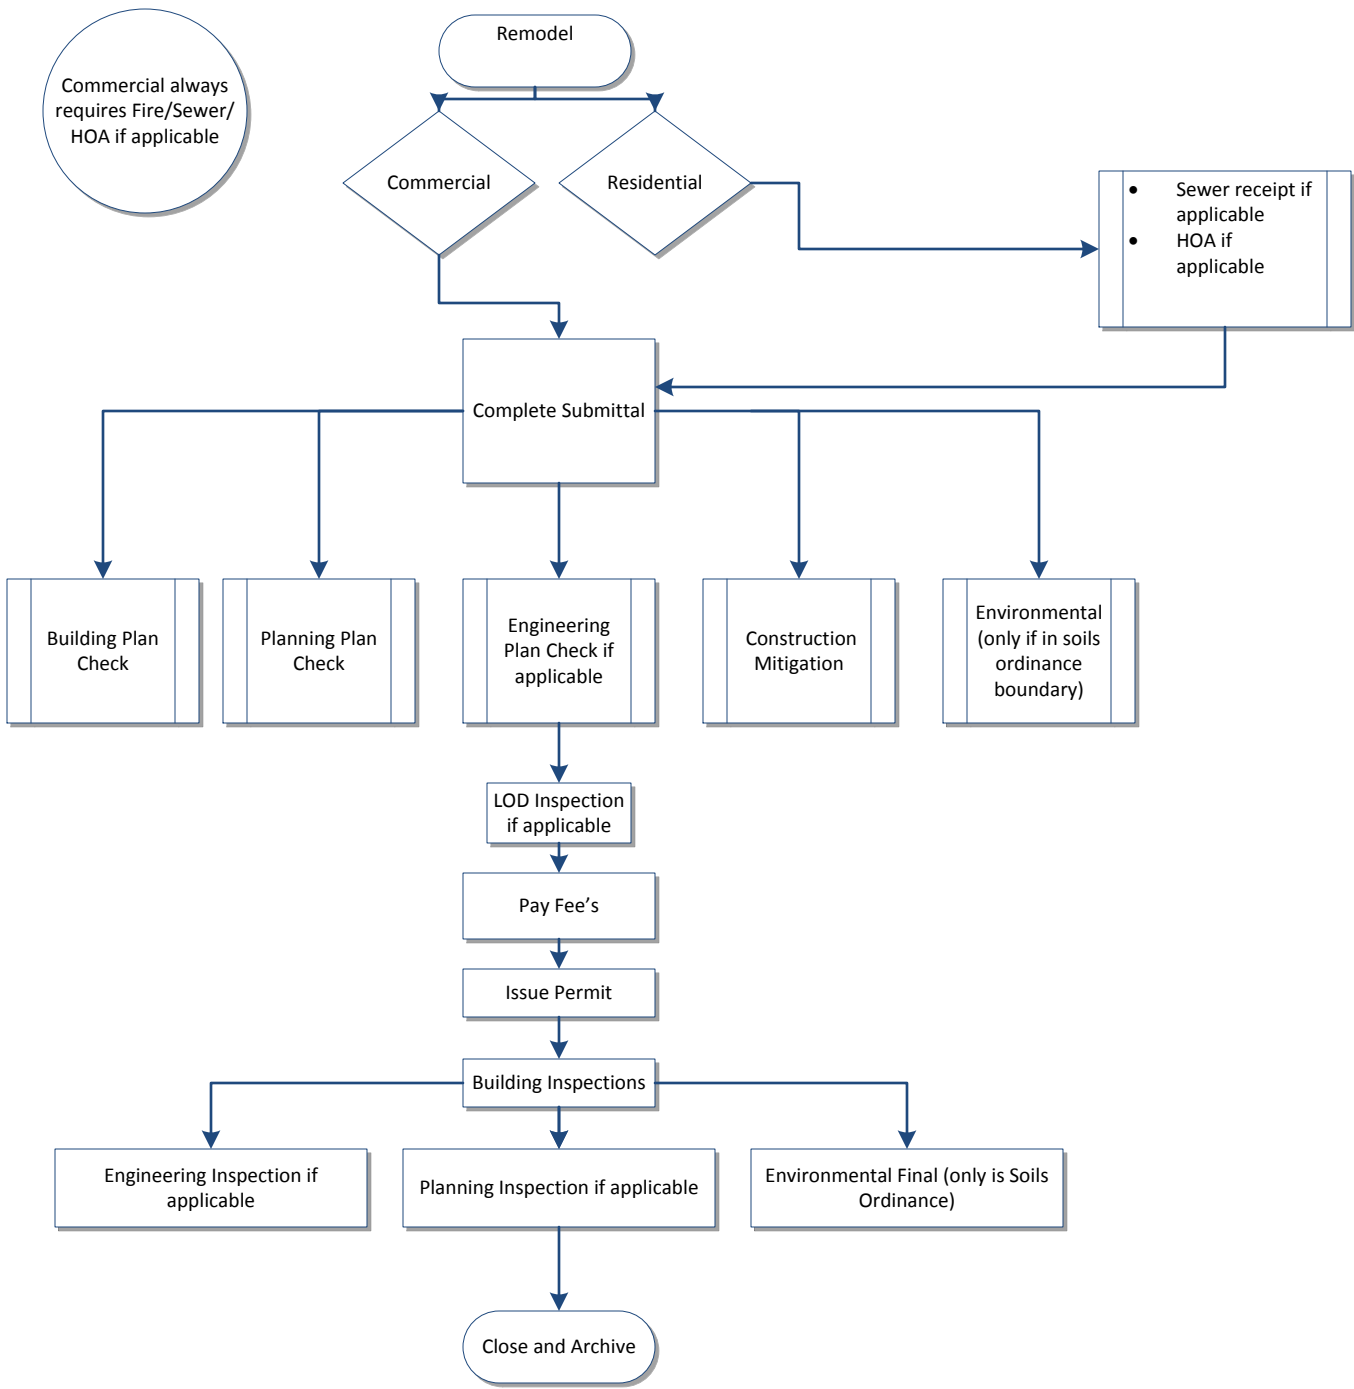 Remodel
Commercial always
requires Fire/Sewer/
HOA if applicable
Commercial
Residential
• Sewer receipt if
applicable
• HOA if
applicable
Complete Submittal
Building Plan
Check
Planning Plan
Check
Engineering
Plan Check if
applicable
Construction
Mitigation
Environmental
(only if in soils
ordinance
boundary)
LOD Inspection
if applicable
Pay Fee’s
Issue Permit
Building Inspections
Engineering Inspection if
applicable
Planning Inspection if applicable
Environmental Final (only is Soils
Ordinance)
Close and Archive